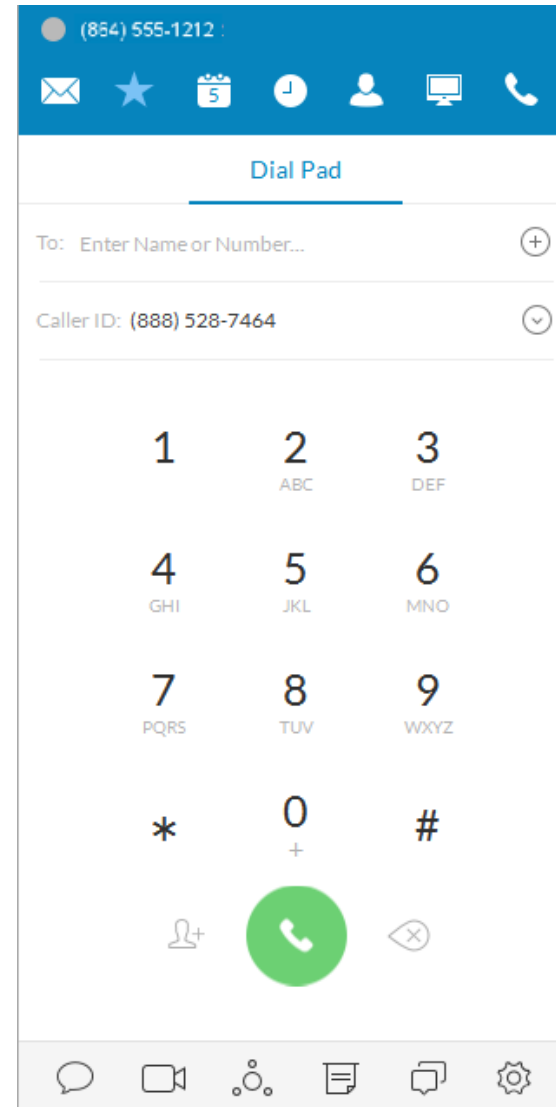 (864) 555-1212 :
5
Dial Pad
To: Enter Name or Number...
Caller ID: (888) 528-7464
1 2 3
ABC DEF
4 5 6
GHI JKL MNO
7 8 9
PQRS TUV WXYZ
* 0 #
+